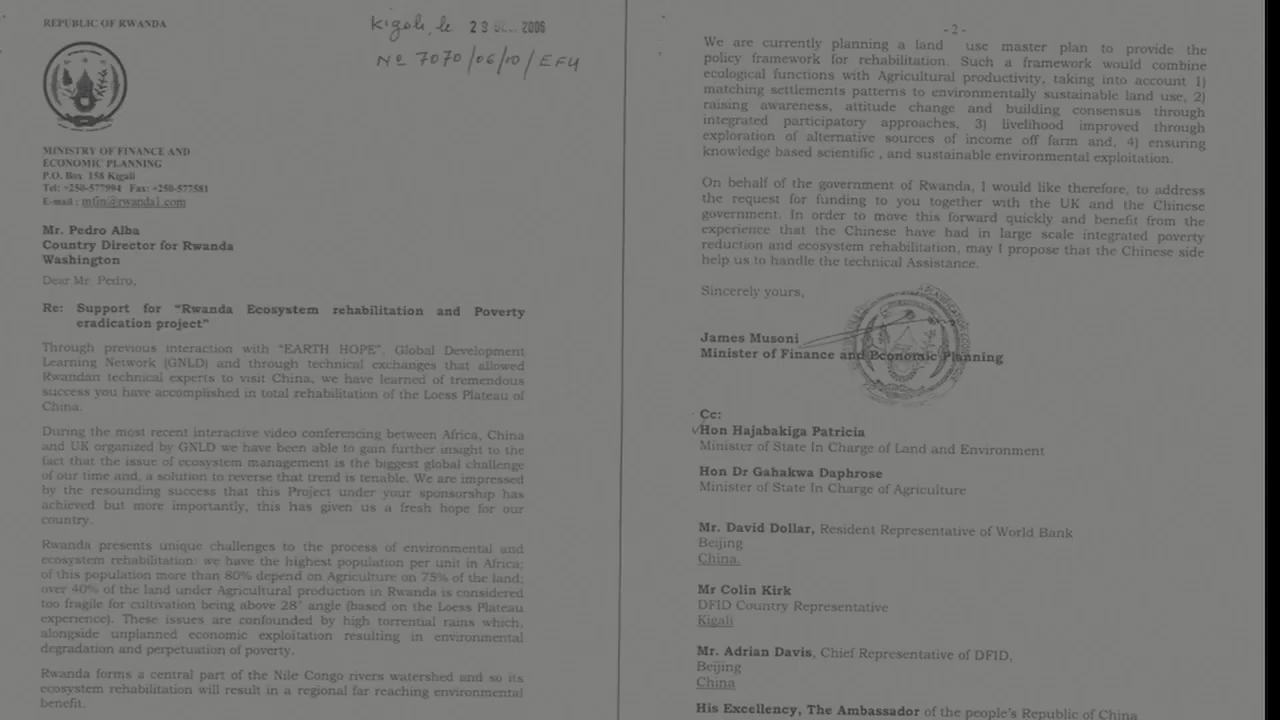 REPUBLIC OF RWANDA
Kigali, le 23 2006
Nº 7070/06/10/EFU
MINISTRY OF FINANCE AND
ECONOMIC PLANNING
P.O. Box 158 Kigali
Tel: +250-577994 Fax: +250-577581
E-mail : mfin@rwanda1.com
Mr. Pedro Alba
Country Director for Rwanda
Washington
Dear Mr. Pedro,
Re: Support for "Rwanda Ecosystem rehabilitation and Poverty
eradication project"
Through previous interaction with "EARTH HOPE", Global Development
Learning Network (GNLD) and through technical exchanges that allowed
Rwandan technical experts to visit China, we have learned of tremendous
success you have accomplished in total rehabilitation of the Loess Plateau of
China.
During the most recent interactive video conferencing between Africa, China
and UK organized by GNLD we have been able to gain further insight to the
fact that the issue of ecosystem management is the biggest global challenge
of our time and, a solution to reverse that trend is tenable. We are impressed
by the resounding success that this Project under your sponsorship has
achieved but more importantly, this has given us a fresh hope for our
country.
Rwanda presents unique challenges to the process of environmental and
ecosystem rehabilitation: we have the highest population per unit in Africa;
of this population more than 80% depend on Agriculture on 75% of the land;
over 40% of the land under Agricultural production in Rwanda is considered
too fragile for cultivation being above 28° angle (based on the Loess Plateau
experience). These issues are confounded by high torrential rains which,
alongside unplanned economic exploitation resulting in environmental
degradation and perpetuation of poverty.
Rwanda forms a central part of the Nile Congo rivers watershed and so its
ecosystem rehabilitation will result in a regional far reaching environmental
benefit.
- 2 -
We are currently planning a land use master plan to provide the
policy framework for rehabilitation. Such a framework would combine
ecological functions with Agricultural productivity, taking into account 1)
matching settlements patterns to environmentally sustainable land use, 2)
raising awareness, attitude change and building consensus through
integrated participatory approaches, 3) livelihood improved through
exploration of alternative sources of income off farm and, 4) ensuring
knowledge based scientific , and sustainable environmental exploitation.
On behalf of the government of Rwanda, I would like therefore, to address
the request for funding to you together with the UK and the Chinese
government. In order to move this forward quickly and benefit from the
experience that the Chinese have had in large scale integrated poverty
reduction and ecosystem rehabilitation, may I propose that the Chinese side
help us to handle the technical Assistance.
Sincerely yours,
James Musoni
Minister of Finance and Economic Planning
Cc:
Hon Hajabakiga Patricia
Minister of State In Charge of Land and Environment
Hon Dr Gahakwa Daphrose
Minister of State In Charge of Agriculture
Mr. David Dollar, Resident Representative of World Bank
Beijing
China.
Mr Colin Kirk
DFID Country Representative
Kigali
Mr. Adrian Davis, Chief Representative of DFID,
Beijing
China
His Excellency, The Ambassador of the people's Republic of China